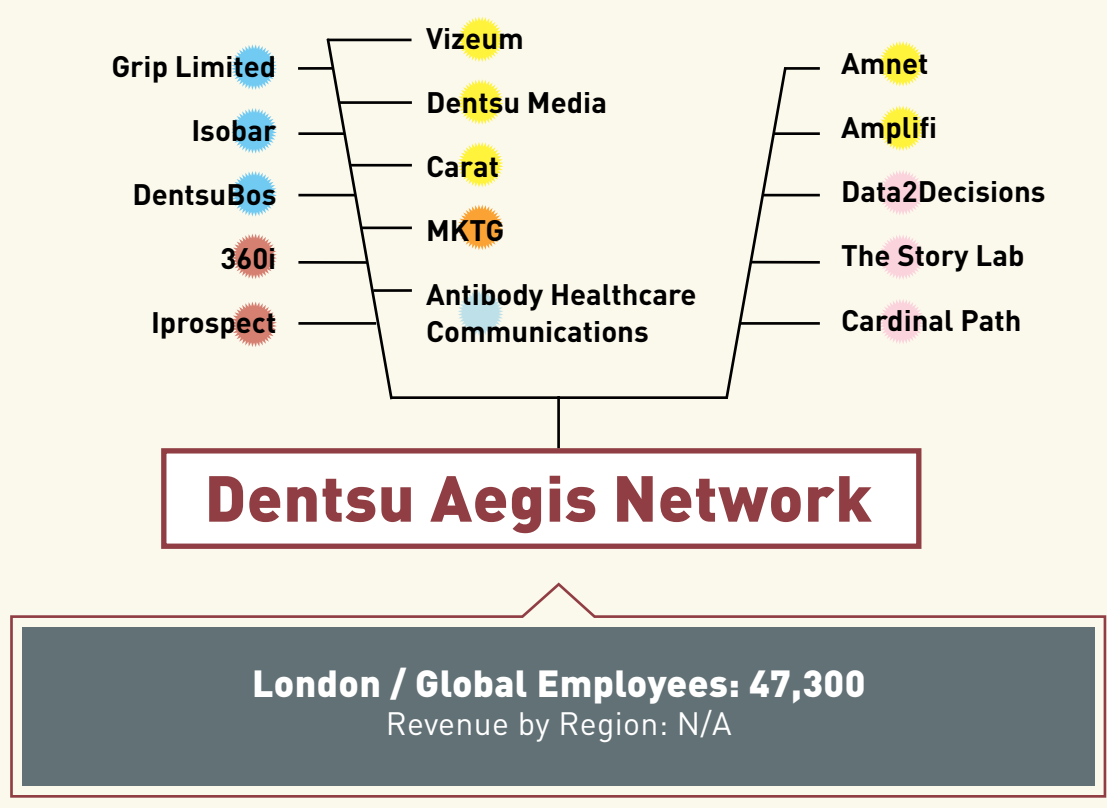 Grip Limited
Isobar
DentsuBos
360i
Iprospect
Vizeum
Dentsu Media
Carat
MKTG
Antibody Healthcare
Communications
Amnet
Amplifi
Data2Decisions
The Story Lab
Cardinal Path
Dentsu Aegis Network
London / Global Employees: 47,300
Revenue by Region: N/A